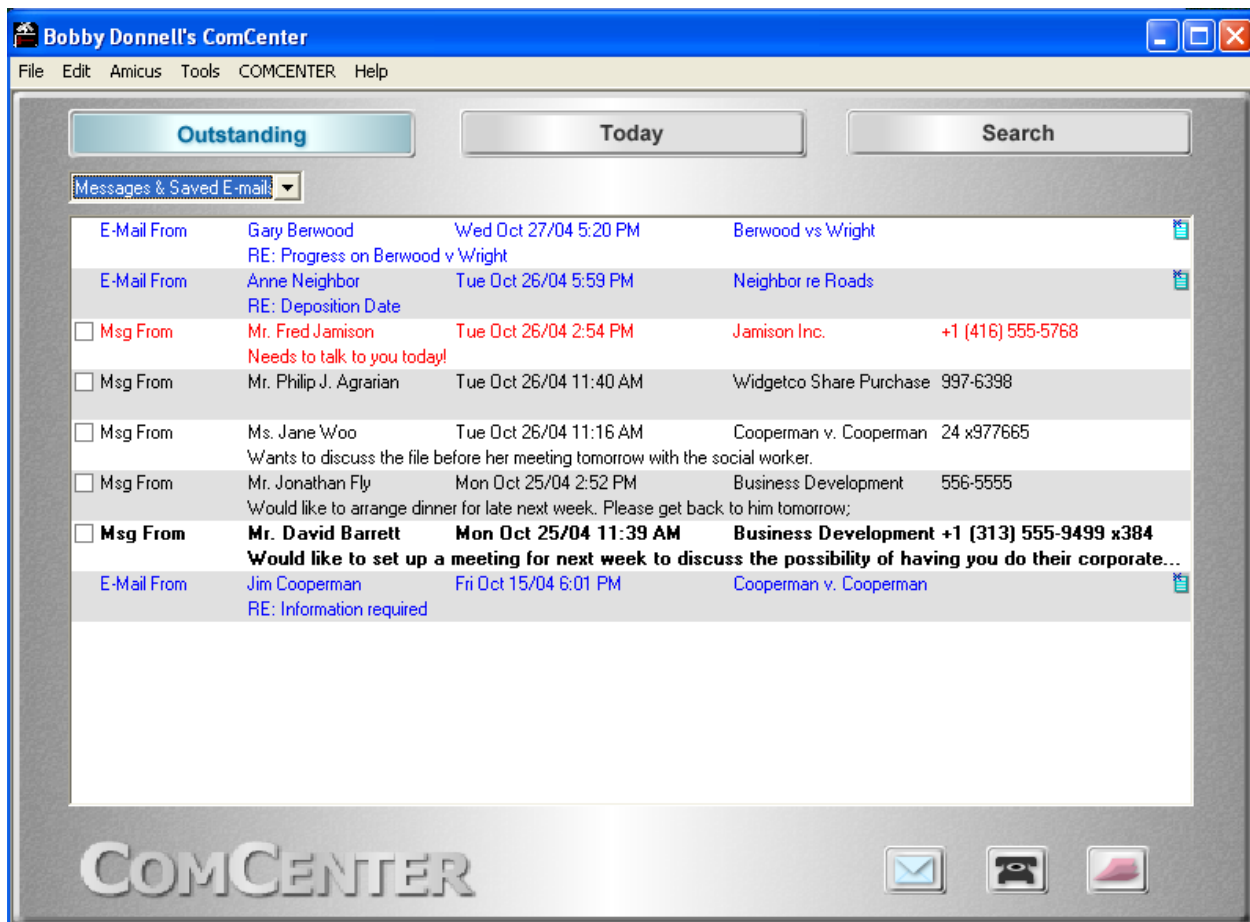 Bobby Donnell's ComCenter
File Edit Amicus Tools COMCENTER Help
Outstanding Today Search
Messages & Saved E-mails
E-Mail From Gary Berwood Wed Oct 27/04 5:20 PM Berwood vs Wright
RE: Progress on Berwood v Wright
E-Mail From Anne Neighbor Tue Oct 26/04 5:59 PM Neighbor re Roads
RE: Deposition Date
Msg From Mr. Fred Jamison Tue Oct 26/04 2:54 PM Jamison Inc. +1 (416) 555-5768
Needs to talk to you today!
Msg From Mr. Philip J. Agrarian Tue Oct 26/04 11:40 AM Widgetco Share Purchase 997-6398
Msg From Ms. Jane Woo Tue Oct 26/04 11:16 AM Cooperman v. Cooperman 24 x977665
Wants to discuss the file before her meeting tomorrow with the social worker.
Msg From Mr. Jonathan Fly Mon Oct 25/04 2:52 PM Business Development 556-5555
Would like to arrange dinner for late next week. Please get back to him tomorrow;
Msg From Mr. David Barrett Mon Oct 25/04 11:39 AM Business Development +1 (313) 555-9499 x384
Would like to set up a meeting for next week to discuss the possibility of having you do their corporate...
E-Mail From Jim Cooperman Fri Oct 15/04 6:01 PM Cooperman v. Cooperman
RE: Information required
COMCENTER